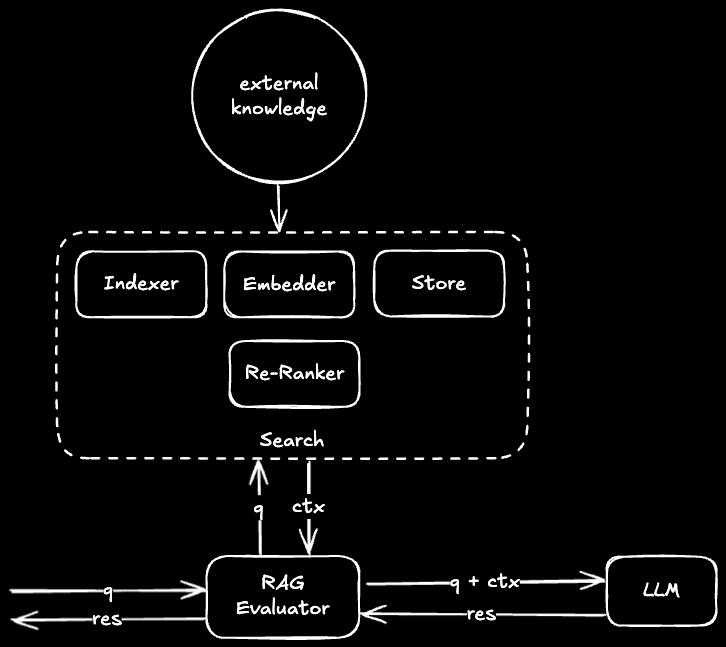 external
knowledge
Indexer
Embedder
Store
Re-Ranker
Search
q
ctx
q
res
RAG
Evaluator
q + ctx
res
LLM